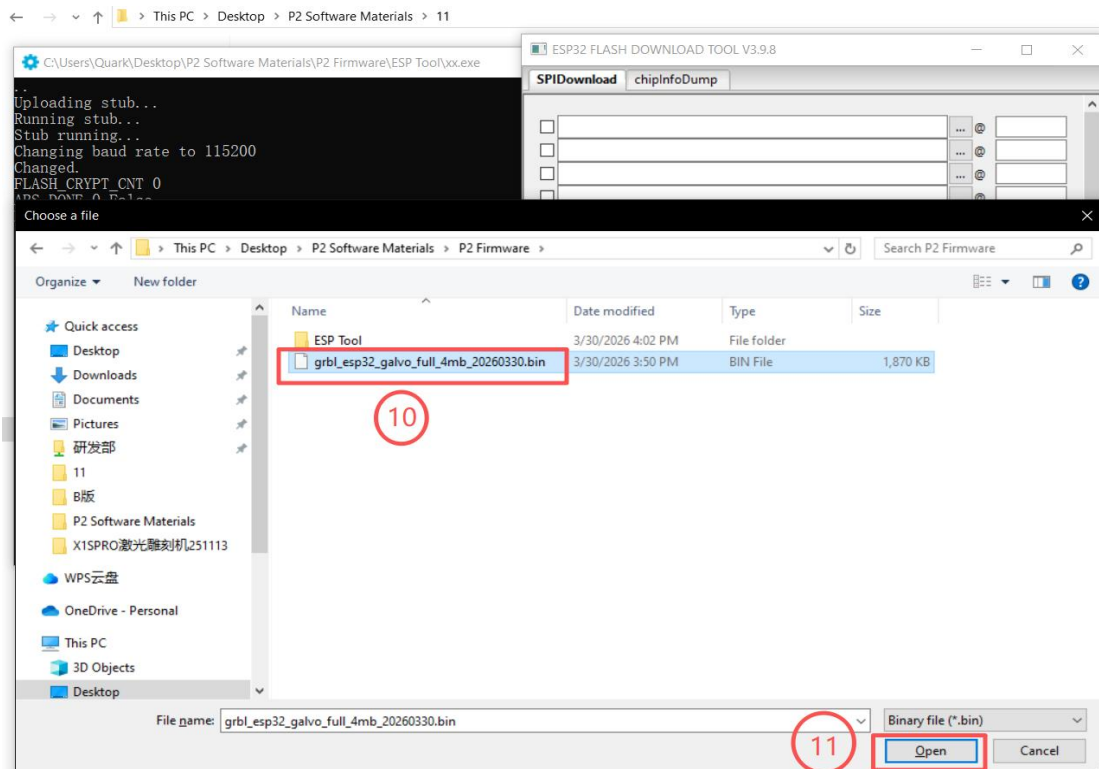 This PC > Desktop > P2 Software Materials > 11
C:\Users\Quark\Desktop\P2 Software Materials\P2 Firmware\ESP Tool\xx.exe
..
Uploading stub...
Running stub...
Stub running...
Changing baud rate to 115200
Changed.
FLASH_CRYPT_CNT 0
ABS_DONE_0 False
ESP32 FLASH DOWNLOAD TOOL V3.9.8
SPIDownload chipInfoDump
... @
... @
... @
@
Choose a file
This PC > Desktop > P2 Software Materials > P2 Firmware >
Search P2 Firmware
Organize New folder
Name Date modified Type Size
ESP Tool 3/30/2026 4:02 PM File folder
grbl_esp32_galvo_full_4mb_20260330.bin 3/30/2026 3:50 PM BIN File 1,870 KB
10
Quick access
Desktop
Downloads
Documents
Pictures
研发部
11
B版
P2 Software Materials
X1SPRO激光雕刻机251113
WPS云盘
OneDrive - Personal
This PC
3D Objects
Desktop
File name: grbl_esp32_galvo_full_4mb_20260330.bin
Binary file (*.bin)
11
Open Cancel